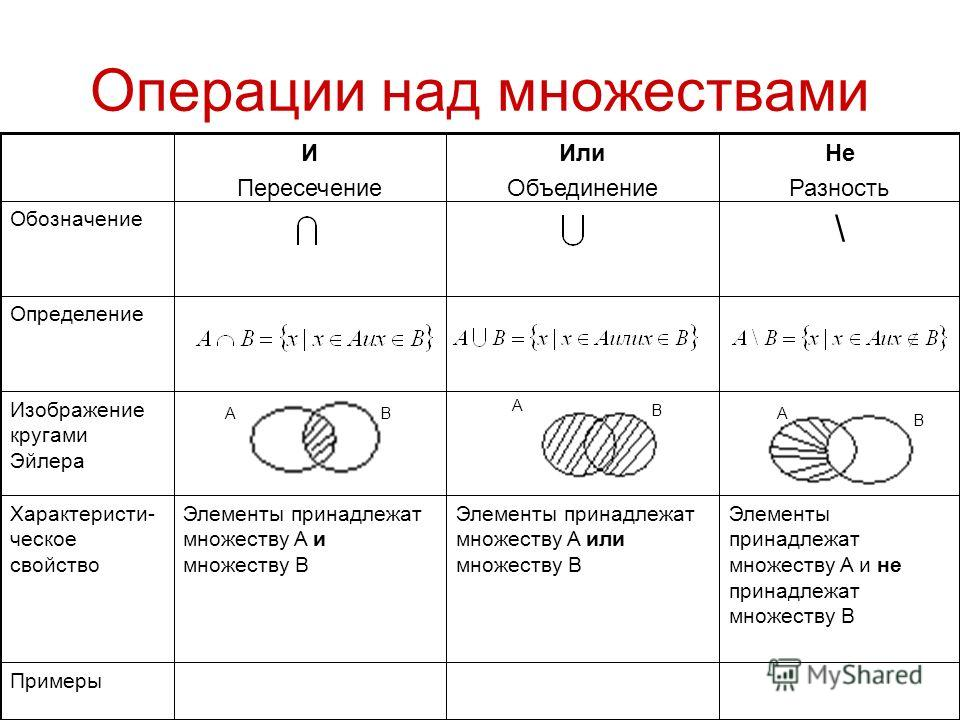 Операции над множествами
И
Пересечение
Или
Объединение
Не
Разность
Обозначение
∩
∪
\
Определение
A ∩ B = {x | x ∈ A и x ∈ B}
A ∪ B = {x | x ∈ A или x ∈ B}
A \ B = {x | x ∈ A и x ∉ B}
Изображение
кругами
Эйлера
А
В
А
В
А
В
Характеристи-
ческое
свойство
Элементы принадлежат
множеству А и
множеству В
Элементы принадлежат
множеству А или
множеству В
Элементы
принадлежат
множеству А и не
принадлежат
множеству В
Примеры
MyShared